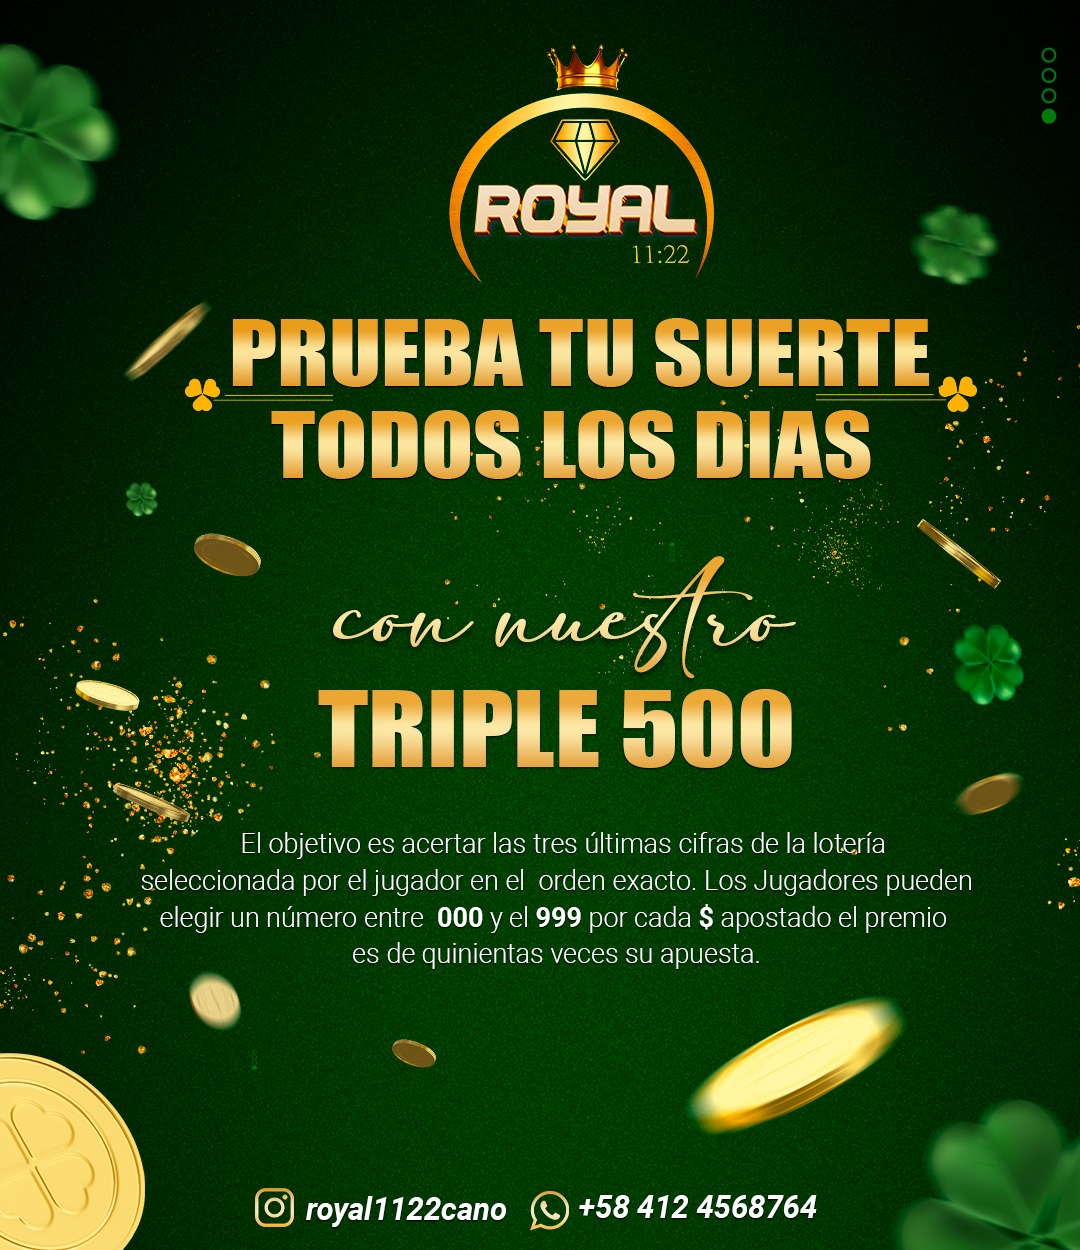 ROYAL
11:22
PRUEBA TU SUERTE
TODOS LOS DIAS
con nuestro
TRIPLE 500
El objetivo es acertar las tres últimas cifras de la lotería
seleccionada por el jugador en el orden exacto. Los Jugadores pueden
elegir un número entre 000 y el 999 por cada $ apostado el premio
es de quinientas veces su apuesta.
royal1122cano
+58 412 4568764